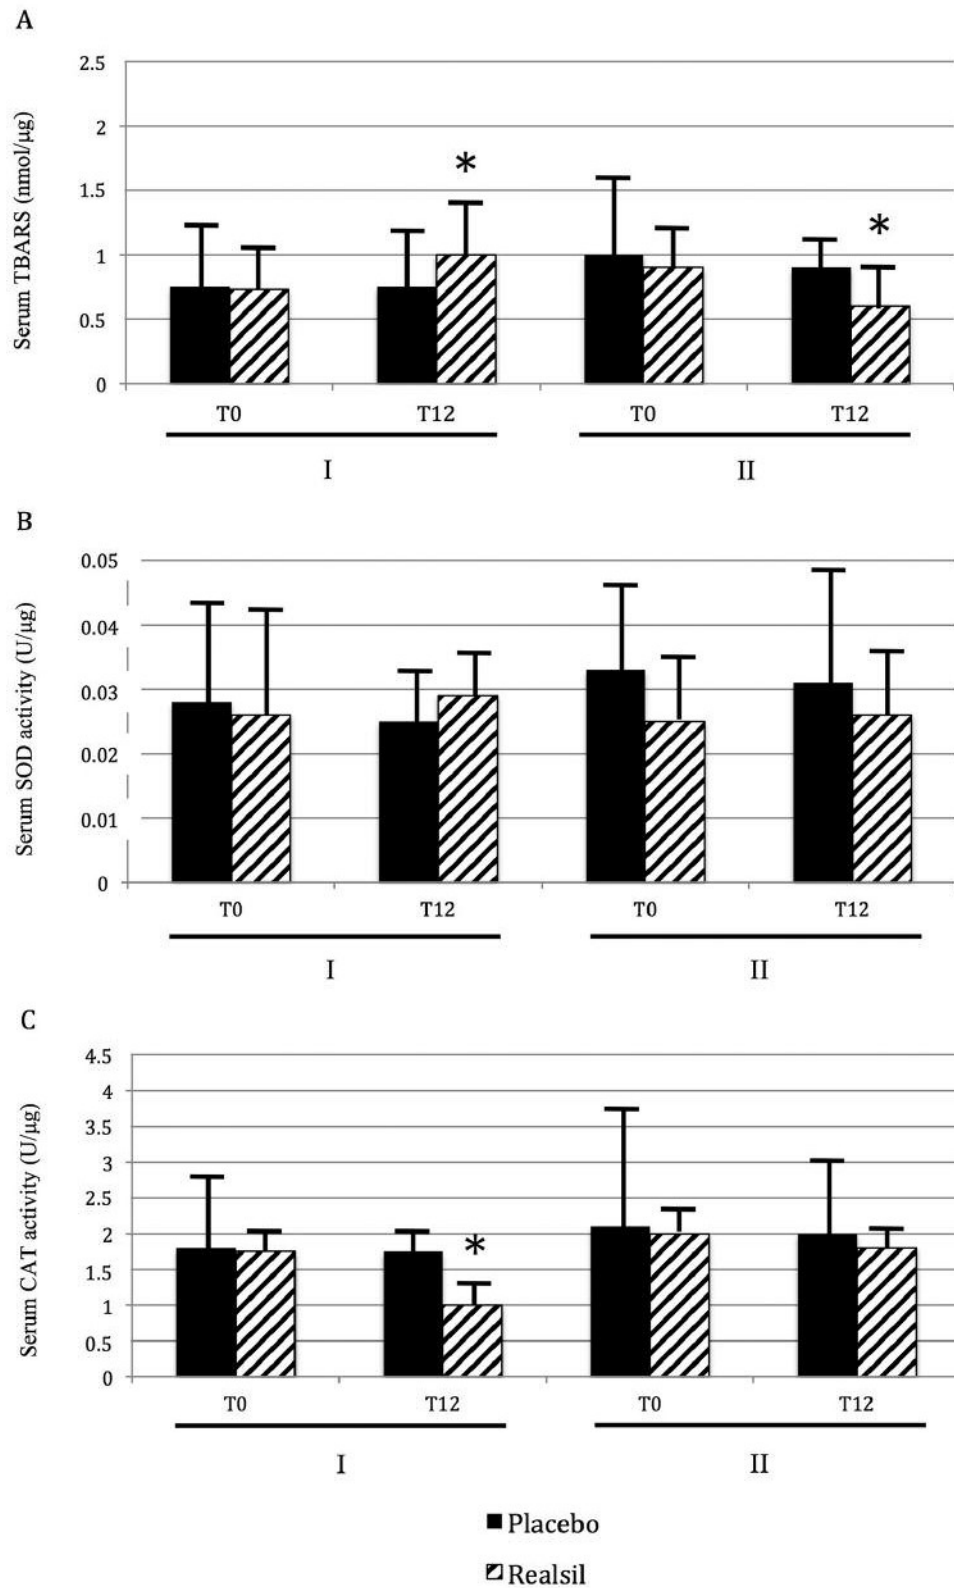 A
Serum TBARS (nmol/µg)
2.5
2
1.5
1
0.5
0
*
*
T0 T12 T0 T12
I II
B
Serum SOD activity (U/µg)
0.05
0.04
0.03
0.02
0.01
0
T0 T12 T0 T12
I II
C
Serum CAT activity (U/µg)
4.5
4
3.5
3
2.5
2
1.5
1
0.5
0
*
T0 T12 T0 T12
I II
Placebo
Realsil